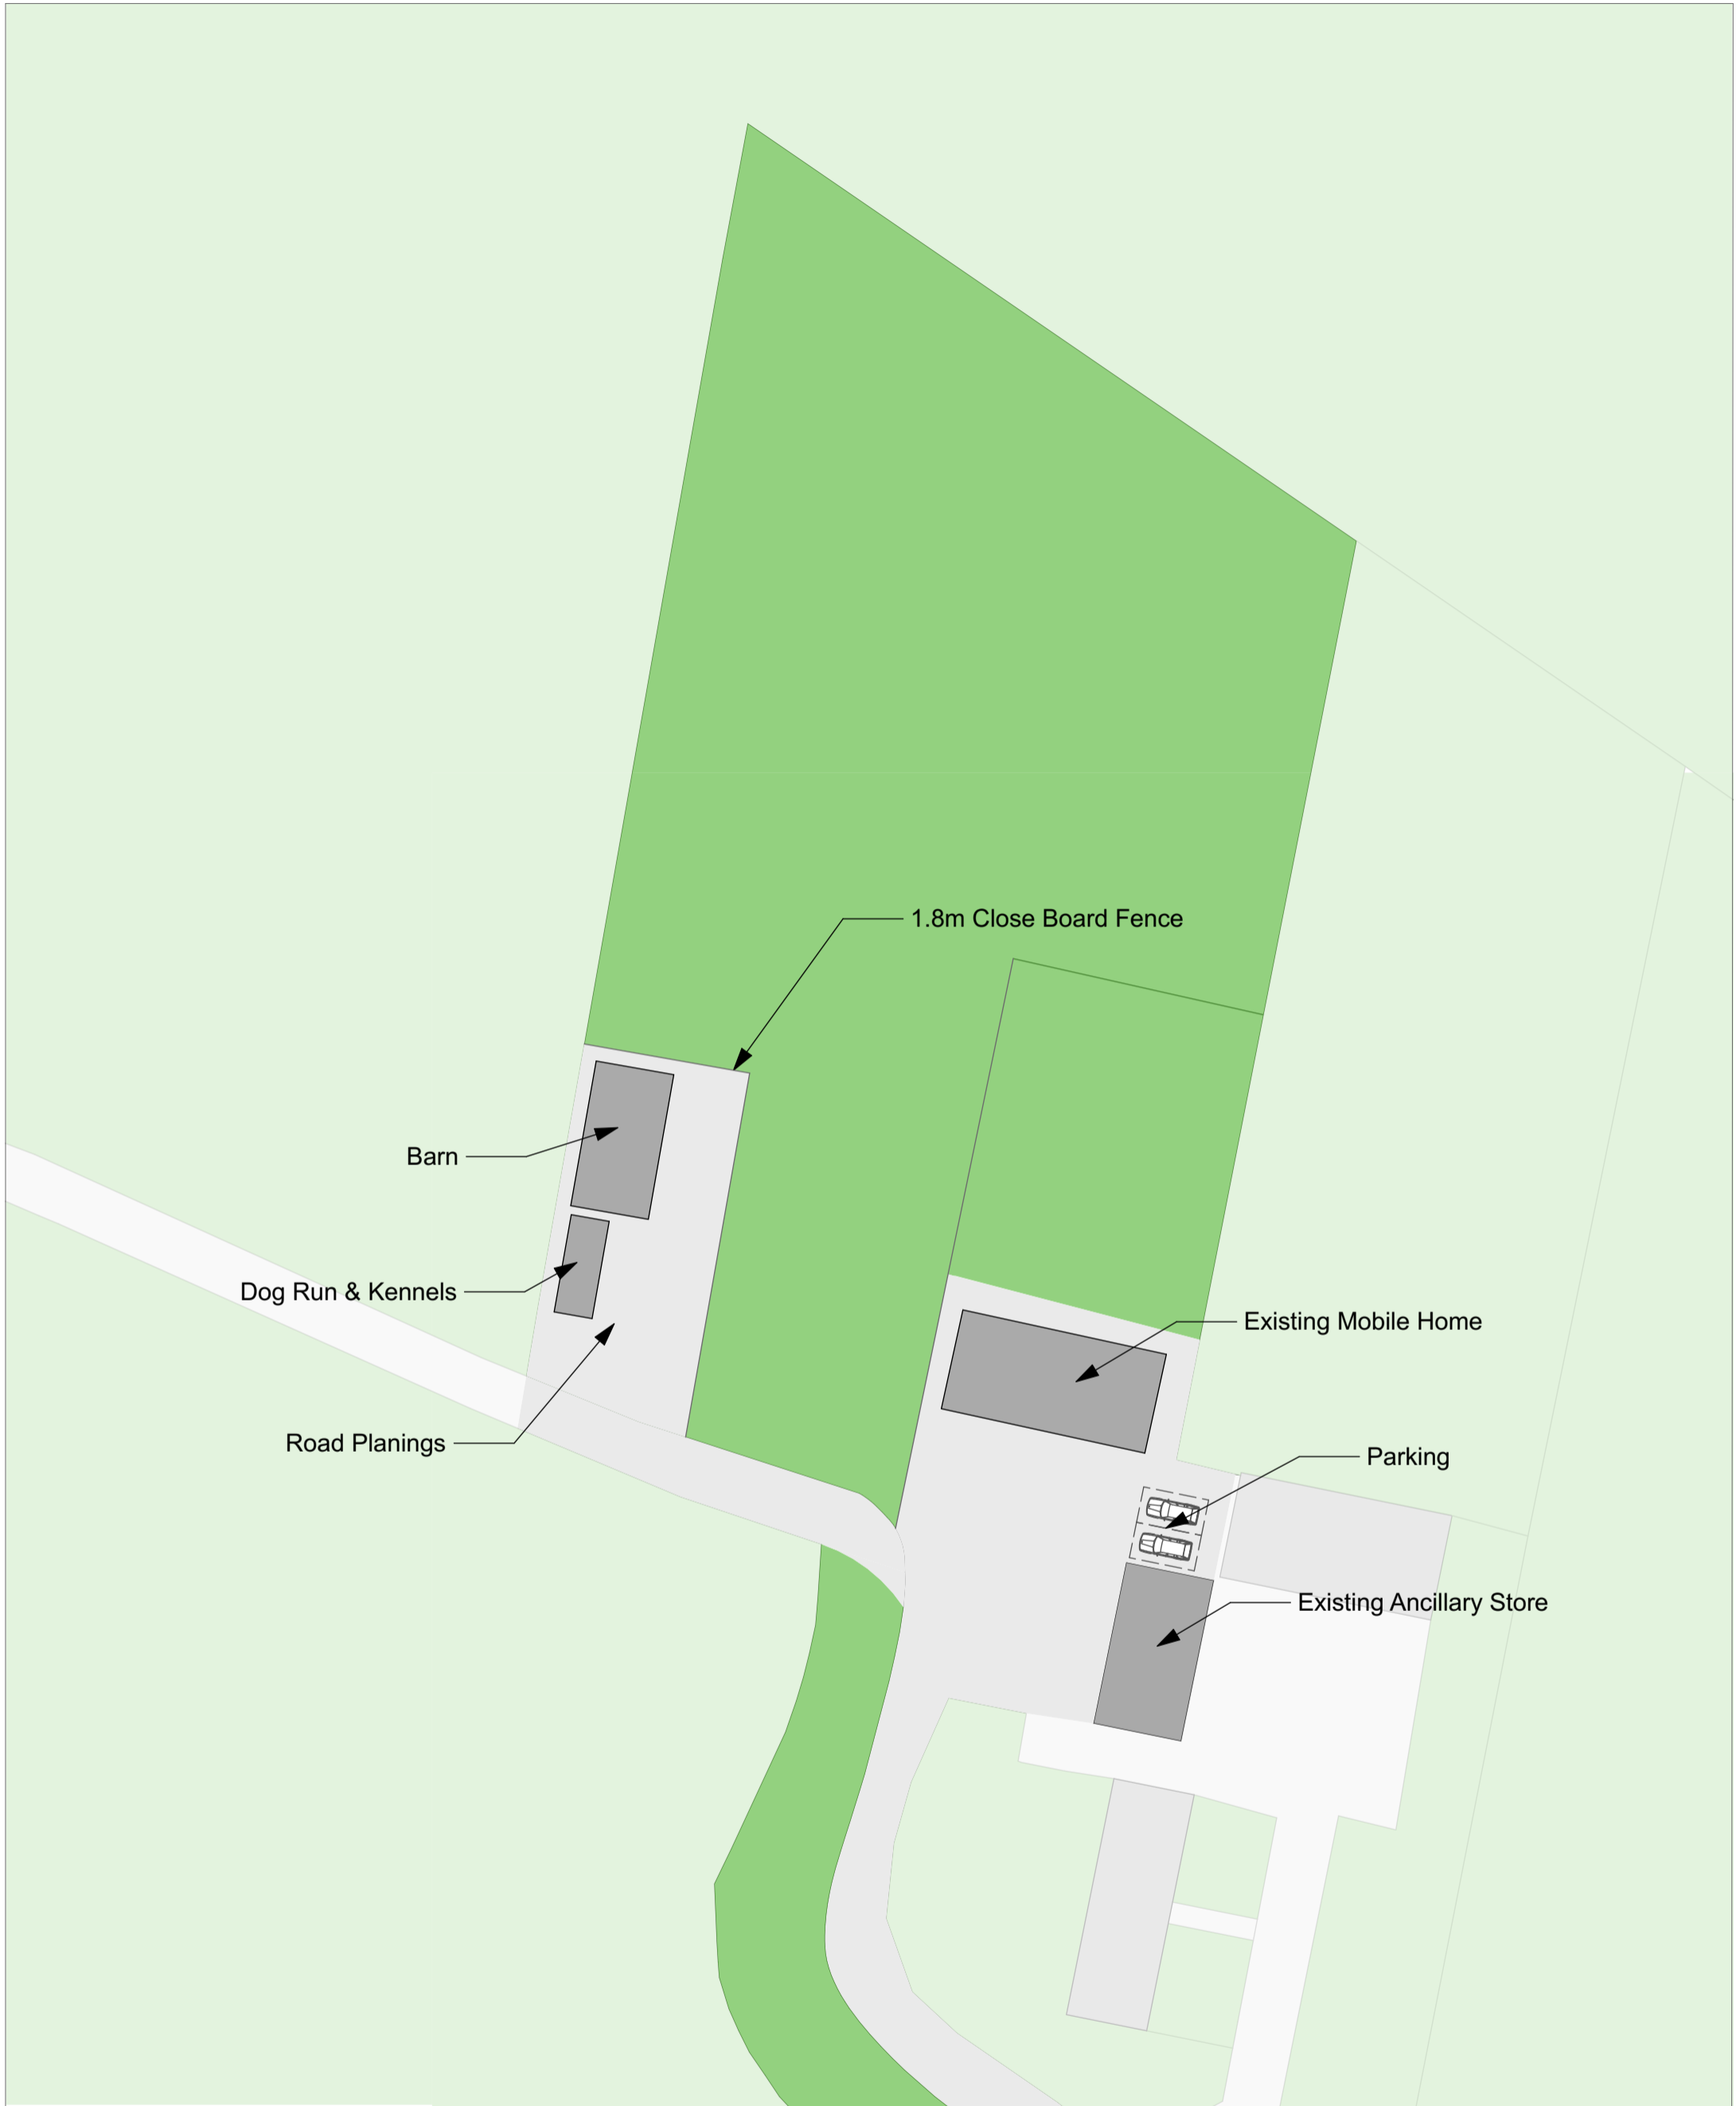 1.8m Close Board Fence
Barn
Dog Run & Kennels
Existing Mobile Home
Road Planings
Parking
Existing Ancillary Store